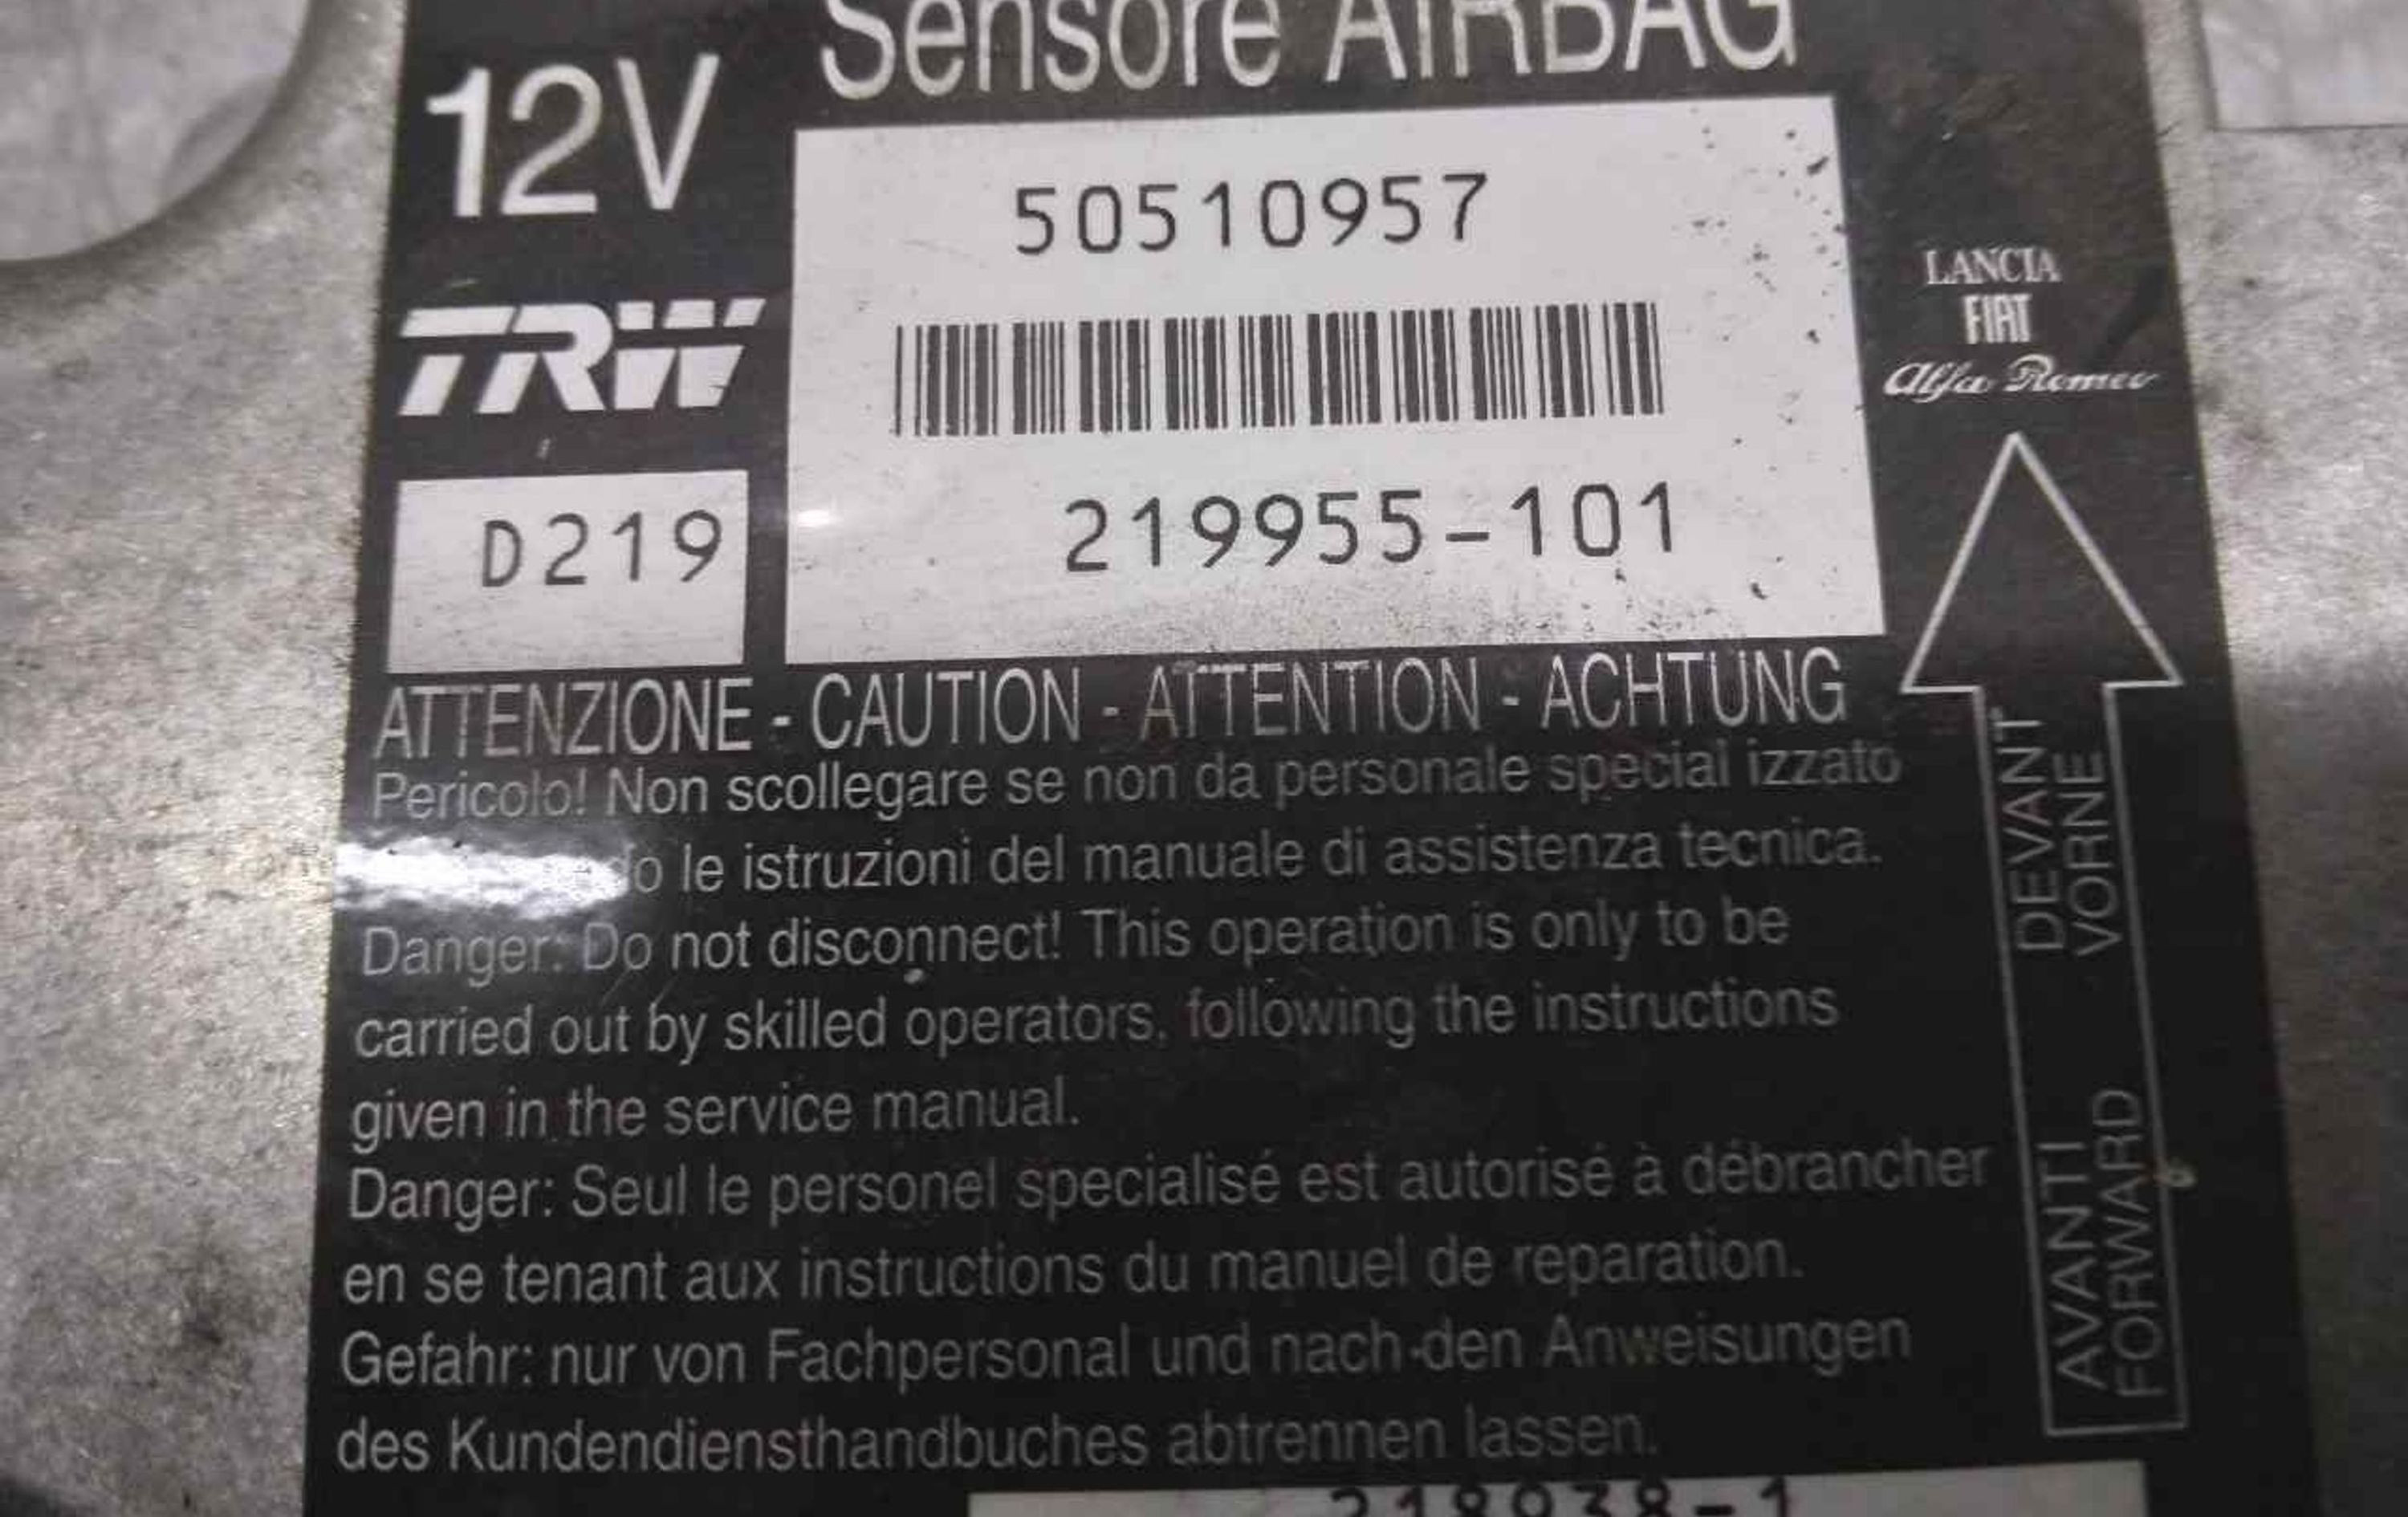 Sensore AIRBAG
12V
50510957
TRW
LANCIA
FIAT
Alfa Romeo
D219
219955-101
ATTENZIONE - CAUTION - ATTENTION - ACHTUNG
Pericolo! Non scollegare se non da personale special izzato
le istruzioni del manuale di assistenza tecnica.
Danger: Do not disconnect! This operation is only to be
carried out by skilled operators, following the instructions
given in the service manual.
Danger: Seul le personel specialisé est autorisé à débrancher
en se tenant aux instructions du manuel de reparation.
Gefahr: nur von Fachpersonal und nach-den Anweisungen
des Kundendiensthandbuches abtrennen lassen.
DEVANT
VORNE
AVANTI
FORWARD